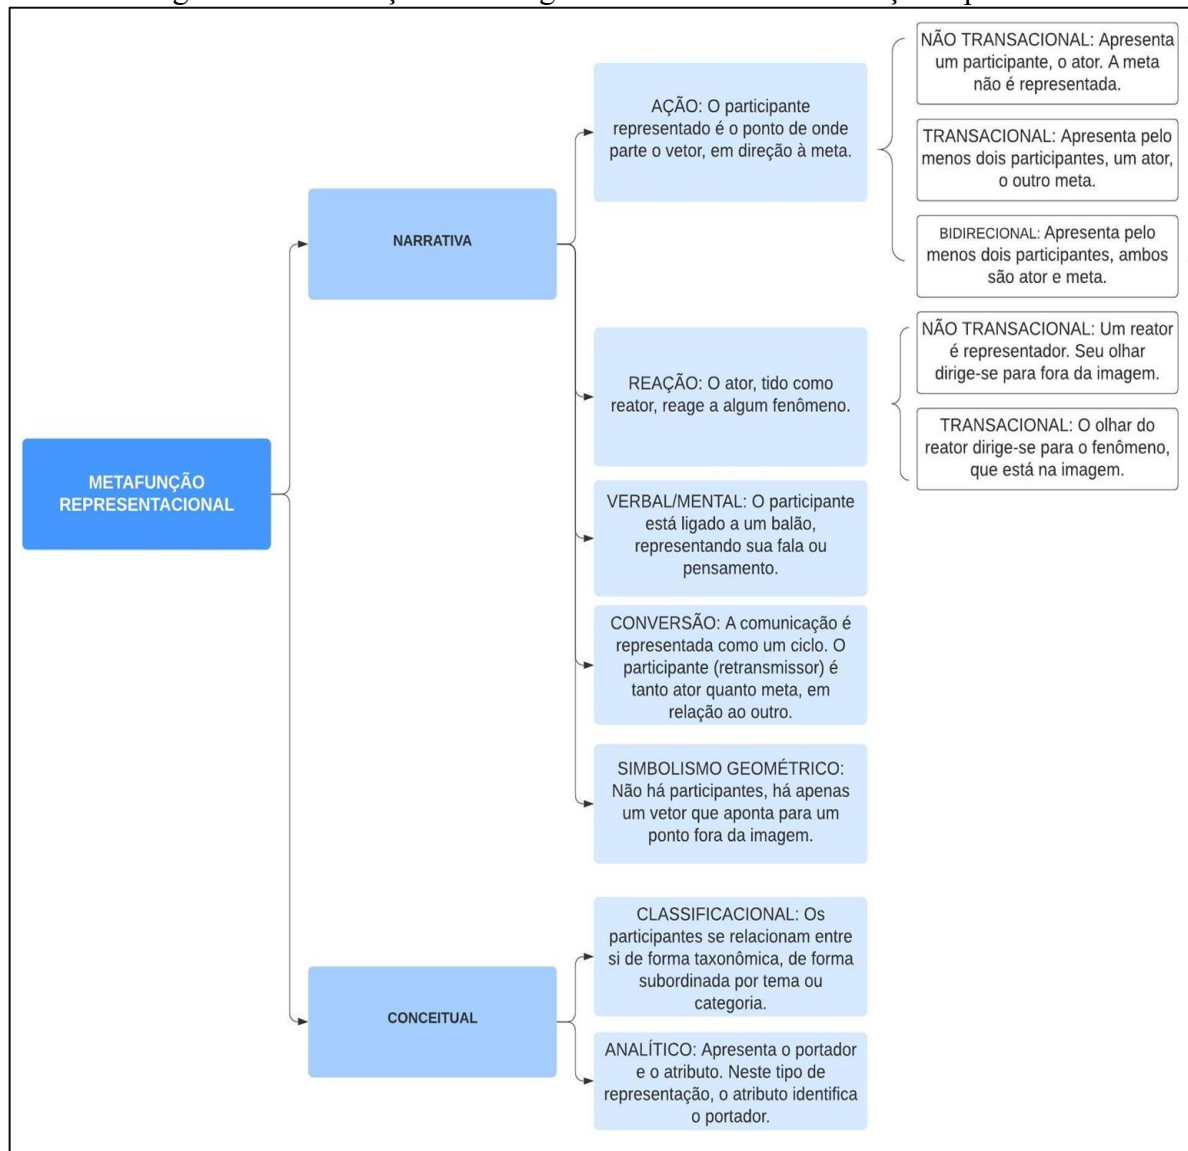 NÃO TRANSACIONAL: Apresenta
um participante, o ator. A meta
não é representada.
AÇÃO: O participante
representado é o ponto de onde
parte o vetor, em direção à meta.
TRANSACIONAL: Apresenta pelo
menos dois participantes, um ator,
o outro meta.
NARRATIVA
BIDIRECIONAL: Apresenta pelo
menos dois participantes, ambos
são ator e meta.
NÃO TRANSACIONAL: Um reator
é representador. Seu olhar
dirige-se para fora da imagem.
REAÇÃO: O ator, tido como
reator, reage a algum fenômeno.
TRANSACIONAL: O olhar do
reator dirige-se para o fenômeno,
que está na imagem.
METAFUNÇÃO
REPRESENTACIONAL
VERBAL/MENTAL: O participante
está ligado a um balão,
representando sua fala ou
pensamento.
CONVERSÃO: A comunicação é
representada como um ciclo. O
participante (retransmissor) é
tanto ator quanto meta, em
relação ao outro.
SIMBOLISMO GEOMÉTRICO:
Não há participantes, há apenas
um vetor que aponta para um
ponto fora da imagem.
CLASSIFICACIONAL: Os
participantes se relacionam entre
si de forma taxonômica, de forma
subordinada por tema ou
categoria.
CONCEITUAL
ANALÍTICO: Apresenta o portador
e o atributo. Neste tipo de
representação, o atributo identifica
o portador.